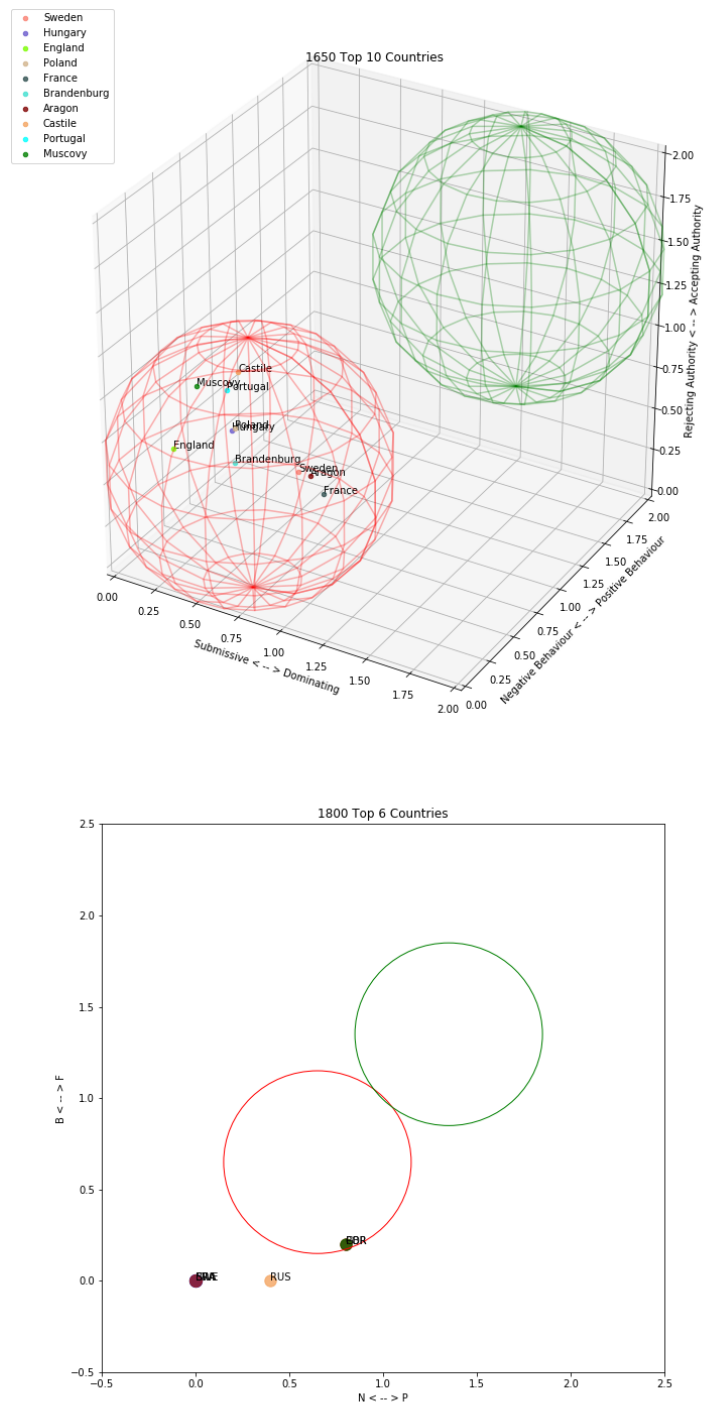 Sweden
Hungary
England
Poland
France
Brandenburg
Aragon
Castile
Portugal
Muscovy
1650 Top 10 Countries
2.00
1.75
1.50
1.25
1.00
0.75
0.50
0.25
0.00
Rejecting Authority < -- > Accepting Authority
Castile
Muscovy
Portugal
Poland
Hungary
England
Brandenburg
Sweden
Aragon
France
0.00
0.25
0.50
0.75
1.00
1.25
1.50
1.75
2.00
Submissive < -- > Dominating
0.00
0.25
0.50
0.75
1.00
1.25
1.50
1.75
2.00
Negative Behaviour < -- > Positive Behaviour
1800 Top 6 Countries
2.5
2.0
1.5
1.0
0.5
0.0
−0.5
B < -- > F
RUS
−0.5
0.0
0.5
1.0
1.5
2.0
2.5
N < -- > P